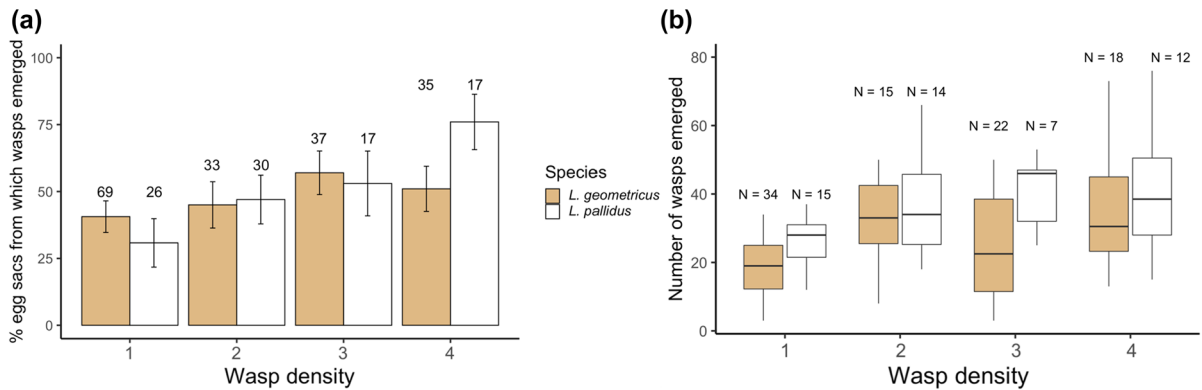 (a)
% egg sacs from which wasps emerged
100
75
50
25
0
69
26
33
30
37
17
35
17
1
2
3
4
Wasp density
Species
L. geometricus
L. pallidus
(b)
Number of wasps emerged
80
60
40
20
0
N = 34
N = 15
N = 15
N = 14
N = 22
N = 7
N = 18
N = 12
1
2
3
4
Wasp density